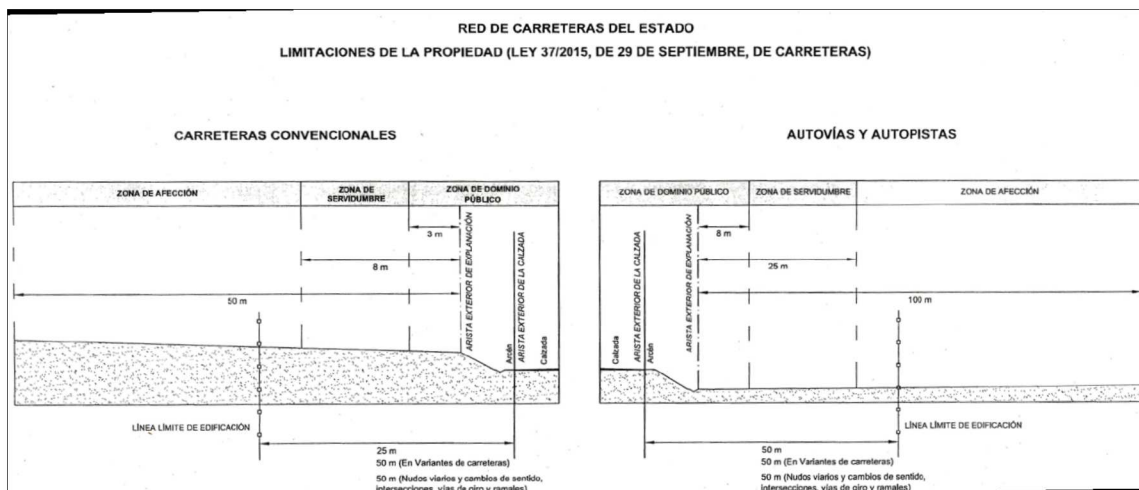 RED DE CARRETERAS DEL ESTADO
LIMITACIONES DE LA PROPIEDAD (LEY 37/2015, DE 29 DE SEPTIEMBRE, DE CARRETERAS)
CARRETERAS CONVENCIONALES
ZONA DE AFECCIÓN
ZONA DE
SERVIDUMBRE
ZONA DE DOMINIO
PÚBLICO
3 m
8 m
50 m
ARISTA EXTERIOR DE EXPLANACIÓN
Arcén
ARISTA EXTERIOR DE LA CALZADA
Calzada
LÍNEA LÍMITE DE EDIFICACIÓN
25 m
50 m (En Variantes de carreteras)
50 m (Nudos viarios y cambios de sentido,
intersecciones, vías de giro y ramales)
AUTOVÍAS Y AUTOPISTAS
ZONA DE DOMINIO PÚBLICO
ZONA DE SERVIDUMBRE
ZONA DE AFECCIÓN
8 m
25 m
100 m
Calzada
ARISTA EXTERIOR DE LA CALZADA
Arcén
ARISTA EXTERIOR DE EXPLANACIÓN
LÍNEA LÍMITE DE EDIFICACIÓN
50 m
50 m (En Variantes de carreteras)
50 m (Nudos viarios y cambios de sentido,
intersecciones, vías de giro y ramales)